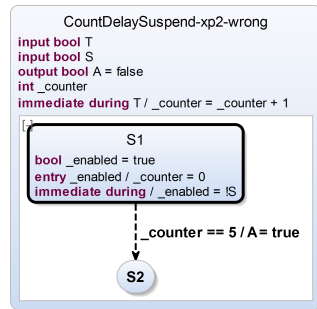 CountDelaySuspend-xp2-wrong
input bool T
input bool S
output bool A = false
int _counter
immediate during T / _counter = _counter + 1
[-]
S1
bool _enabled = true
entry _enabled / _counter = 0
immediate during / _enabled = !S
_counter == 5 / A = true
S2